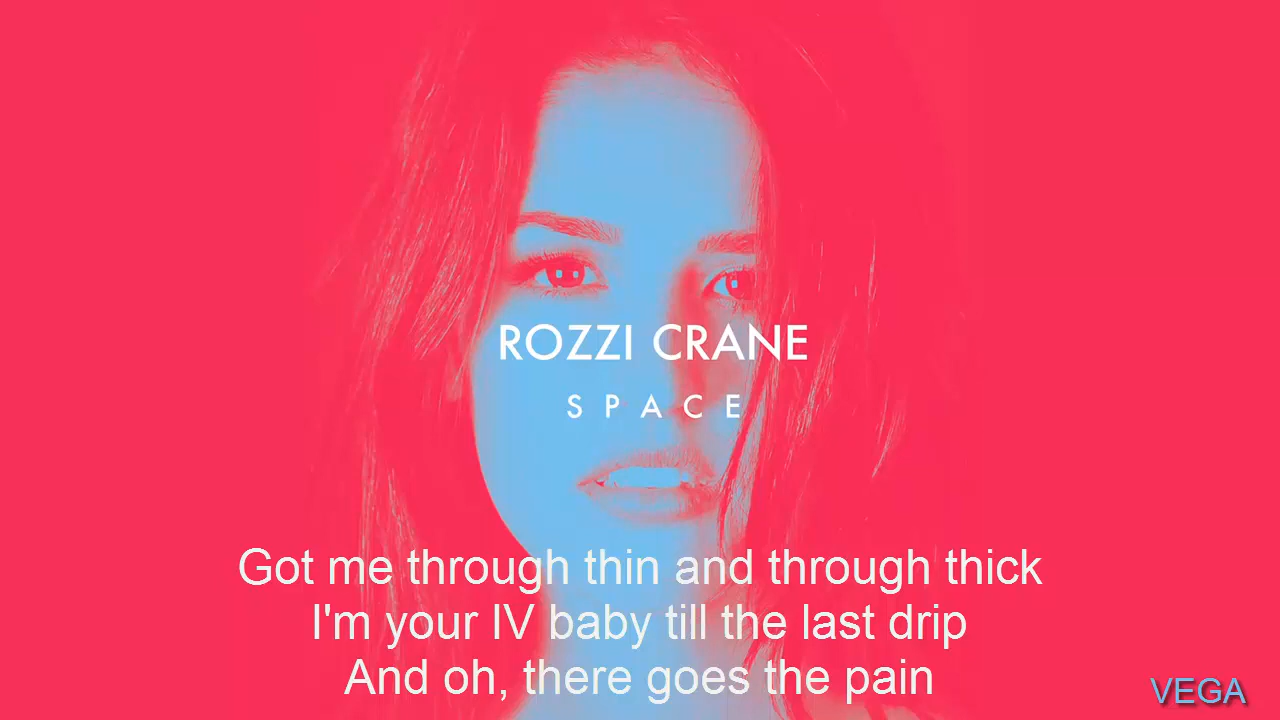 ROZZI CRANE
SPACE
Got me through thin and through thick
I'm your IV baby till the last drip
And oh, there goes the pain
VEGA